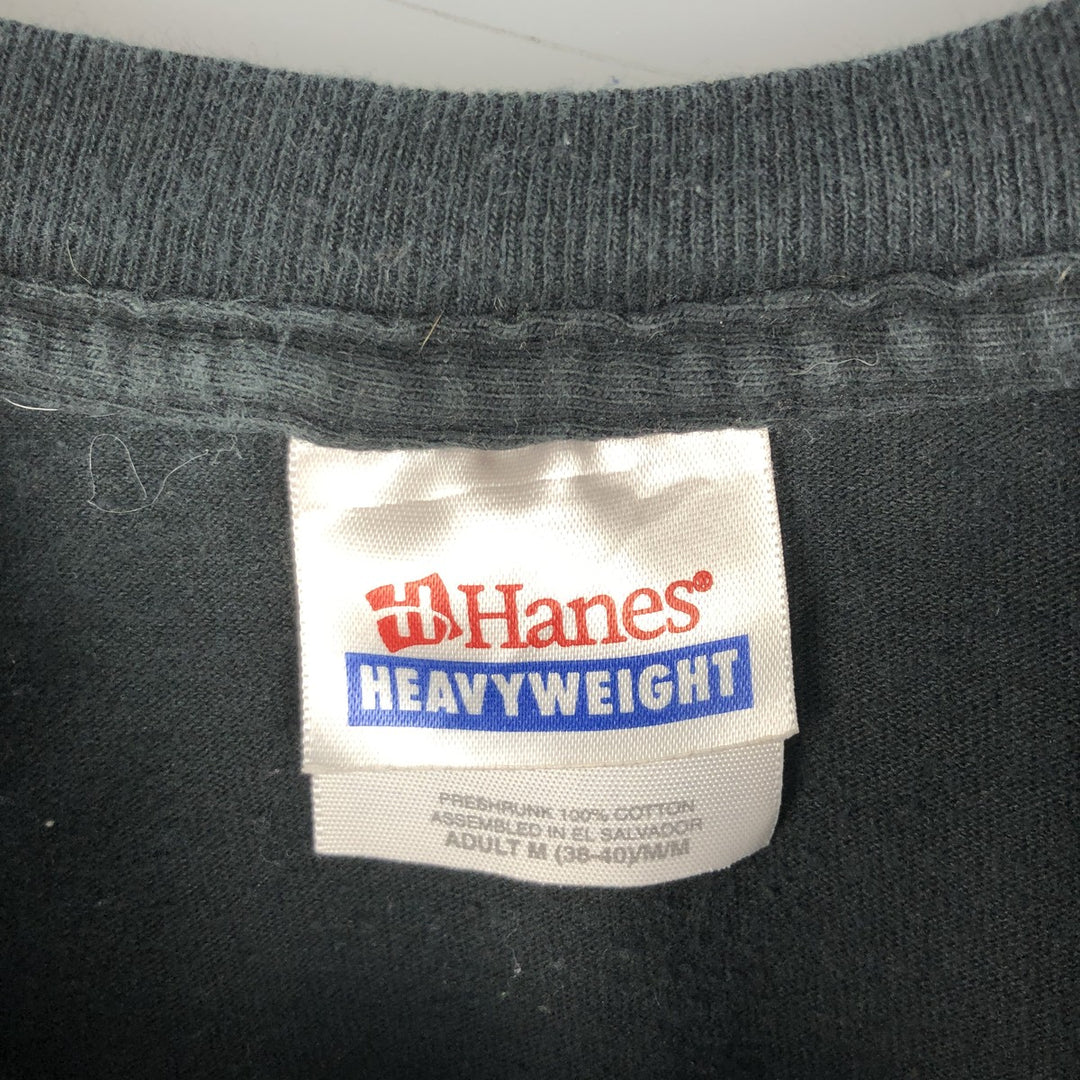 Hanes®
HEAVYWEIGHT
PRESHRUNK 100% COTTON
ASSEMBLED IN EL SALVADOR
ADULT M (38-40)/M/M